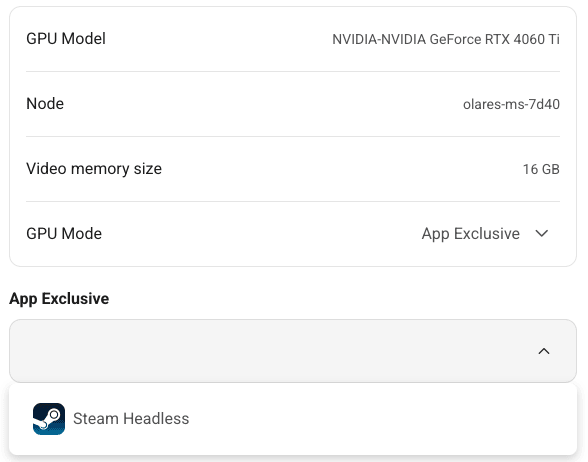 GPU Model NVIDIA-NVIDIA GeForce RTX 4060 Ti
Node olares-ms-7d40
Video memory size 16 GB
GPU Mode App Exclusive
App Exclusive
Steam Headless